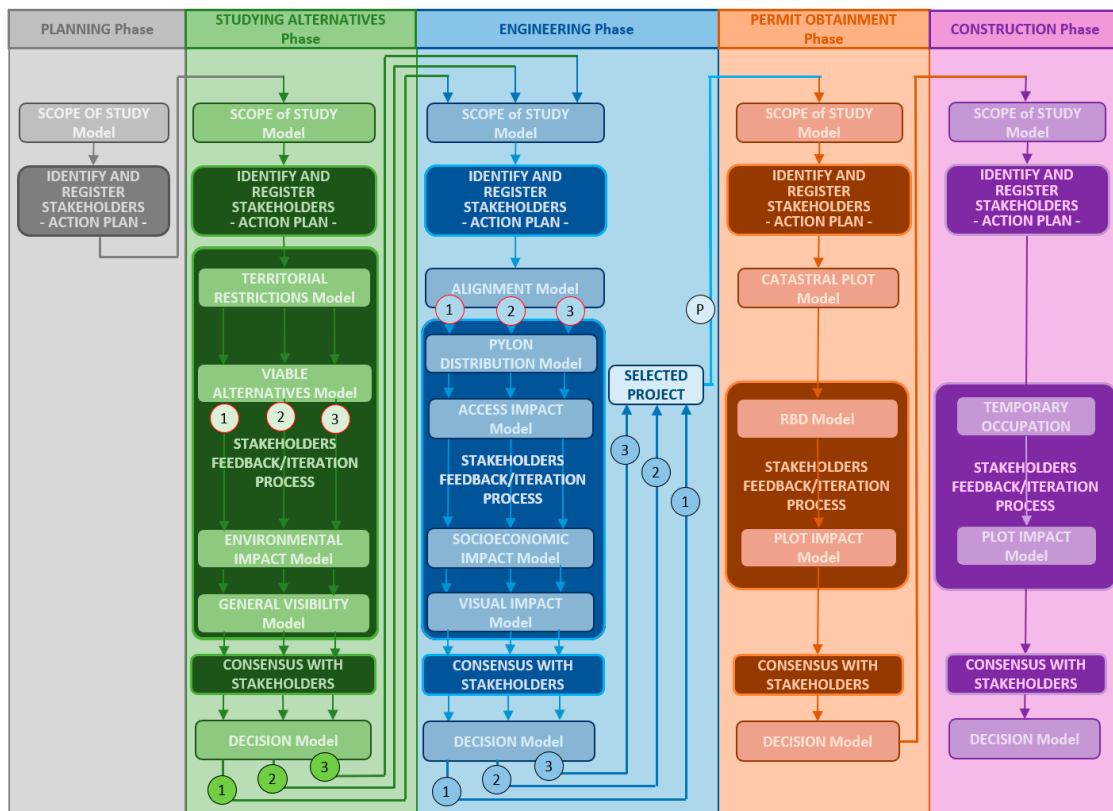 PLANNING Phase
STUDYING ALTERNATIVES
Phase
ENGINEERING Phase
PERMIT OBTAINMENT
Phase
CONSTRUCTION Phase
SCOPE of STUDY
Model
IDENTIFY AND
REGISTER
STAKEHOLDERS
- ACTION PLAN -
SCOPE of STUDY
Model
IDENTIFY AND
REGISTER
STAKEHOLDERS
- ACTION PLAN -
TERRITORIAL
RESTRICTIONS Model
VIABLE
ALTERNATIVES Model
1
2
3
STAKEHOLDERS
FEEDBACK/ITERATION
PROCESS
ENVIRONMENTAL
IMPACT Model
GENERAL VISIBILITY
Model
CONSENSUS WITH
STAKEHOLDERS
DECISION Model
1
2
3
SCOPE of STUDY
Model
IDENTIFY AND
REGISTER
STAKEHOLDERS
- ACTION PLAN -
ALIGNMENT Model
1
2
3
PYLON
DISTRIBUTION Model
ACCESS IMPACT
Model
STAKEHOLDERS
FEEDBACK/ITERATION
PROCESS
SOCIOECONOMIC
IMPACT Model
VISUAL IMPACT
Model
CONSENSUS WITH
STAKEHOLDERS
DECISION Model
1
2
3
SELECTED
PROJECT
3
2
1
P
SCOPE of STUDY
Model
IDENTIFY AND
REGISTER
STAKEHOLDERS
- ACTION PLAN -
CATASTRAL PLOT
Model
RBD Model
STAKEHOLDERS
FEEDBACK/ITERATION
PROCESS
PLOT IMPACT
Model
CONSENSUS WITH
STAKEHOLDERS
DECISION Model
SCOPE of STUDY
Model
IDENTIFY AND
REGISTER
STAKEHOLDERS
- ACTION PLAN -
TEMPORARY
OCCUPATION
STAKEHOLDERS
FEEDBACK/ITERATION
PROCESS
PLOT IMPACT
Model
CONSENSUS WITH
STAKEHOLDERS
DECISION Model